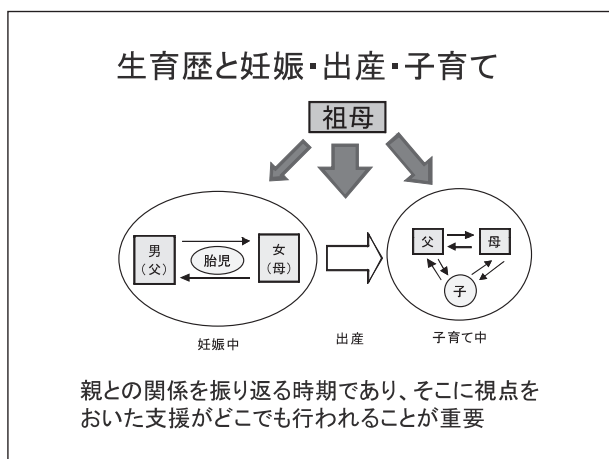 生育歴と妊娠・出産・子育て
祖母
男
（父）
胎児
女
（母）
父
母
子
妊娠中
出産
子育て中
親との関係を振り返る時期であり、そこに視点を
おいた支援がどこでも行われることが重要